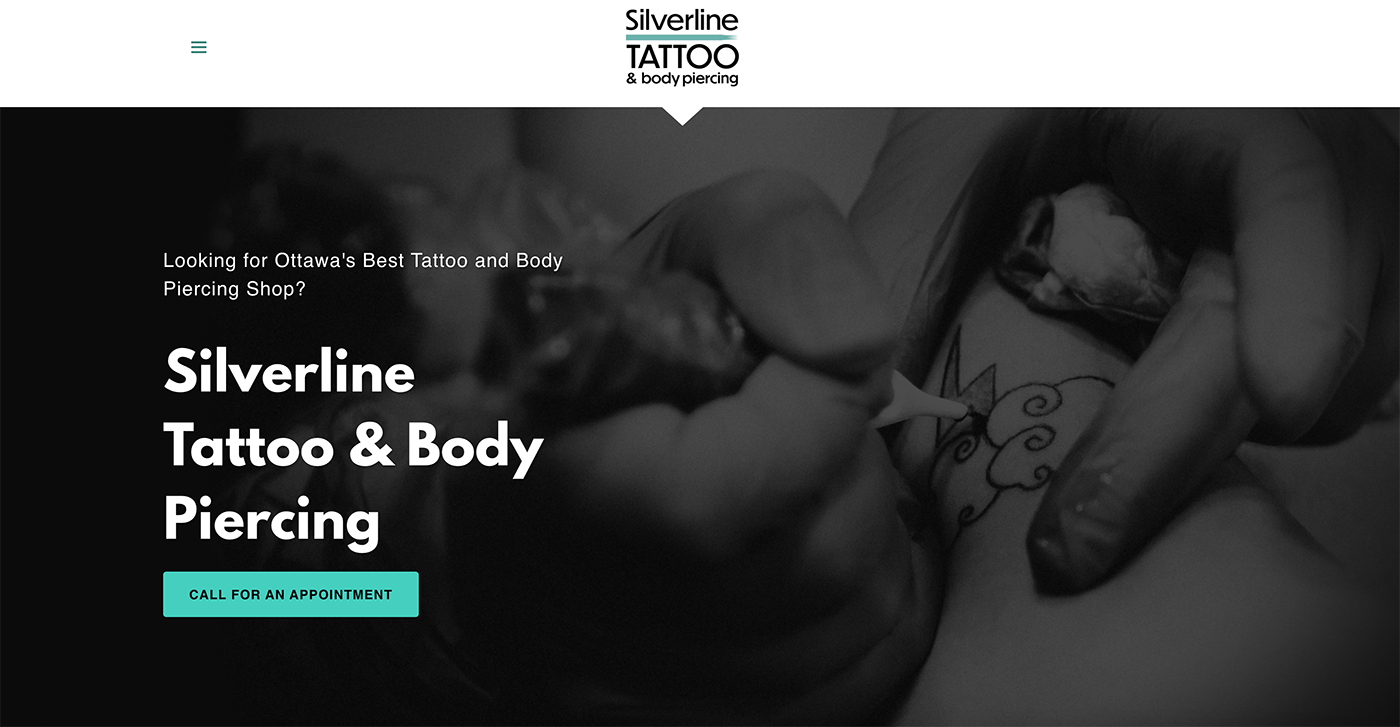 Silverline
TATTOO
& body piercing
Looking for Ottawa's Best Tattoo and Body
Piercing Shop?
Silverline
Tattoo & Body
Piercing
CALL FOR AN APPOINTMENT